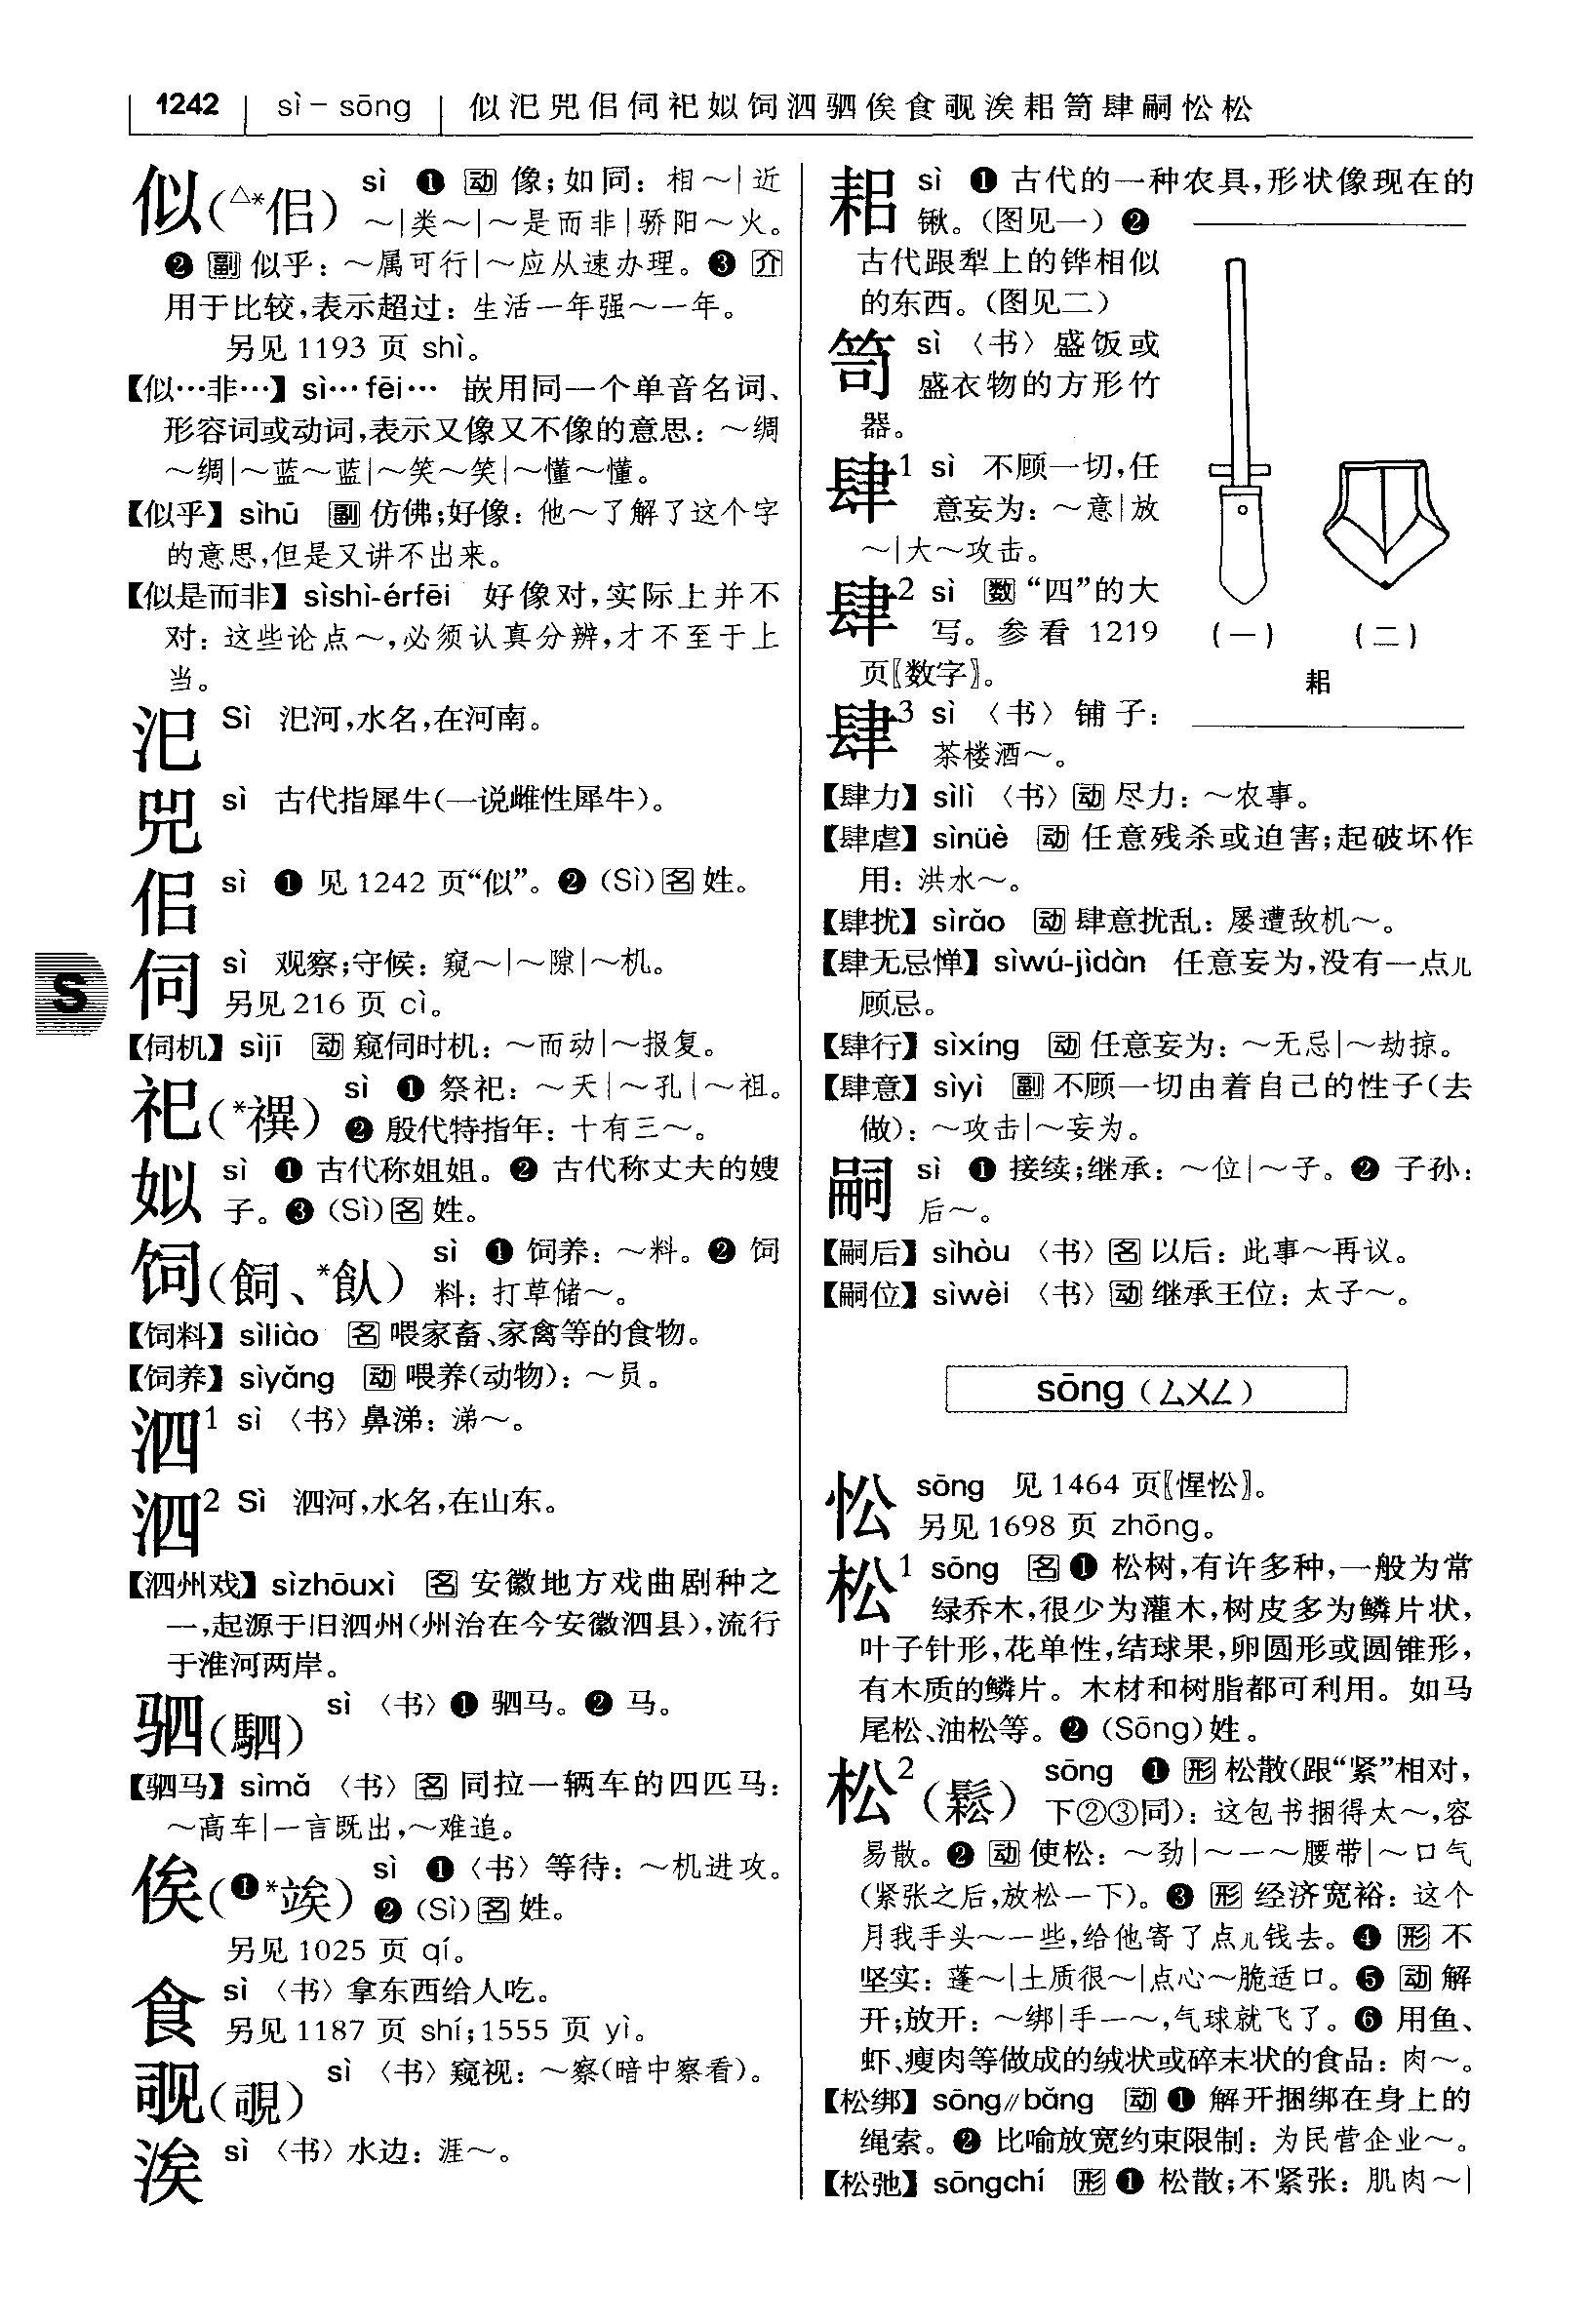 1242 sì－sōng 似汜兕佀伺祀姒饲泗驷俟食覗涘耜笥肆嗣忪松
似(△*佀) sì ❶ 动 像；如同：相～|近
～|类～|～是而非|骄阳～火。
❷ 副 似乎：～属可行|～应从速办理。❸ 介
用于比较，表示超过：生活一年强～一年。
另见1193 页 shì。
【似…非…】sì…fēi… 嵌用同一个单音名词、
形容词或动词，表示又像又不像的意思：～绸
～绸|～蓝～蓝|～笑～笑|～懂～懂。
【似乎】sìhū 副 仿佛；好像：他～了解了这个字
的意思，但是又讲不出来。
【似是而非】sìshì-érfēi 好像对，实际上并不
对：这些论点～，必须认真分辨，才不至于上
当。
汜 Sì 汜河，水名，在河南。
兕 sì 古代指犀牛(一说雌性犀牛)。
佀 sì ❶ 见1242 页“似”。❷ (Sì) 名 姓。
伺 sì 观察；守候：窥～|～隙|～机。
另见216 页 cì。
S
【伺机】sìjī 动 窥伺时机：～而动|～报复。
祀(*禩) sì ❶ 祭祀：～天|～孔|～祖。
❷ 殷代特指年：十有三～。
姒 sì ❶ 古代称姐姐。❷ 古代称丈夫的嫂
子。❸ (Sì) 名 姓。
饲(飼、*飤) sì ❶ 饲养：～料。❷ 饲
料：打草储～。
【饲料】sìliào 名 喂家畜、家禽等的食物。
【饲养】sìyǎng 动 喂养(动物)：～员。
泗1 sì 〈书〉鼻涕：涕～。
泗2 Sì 泗河，水名，在山东。
【泗州戏】sìzhōuxì 名 安徽地方戏曲剧种之
一，起源于旧泗州(州治在今安徽泗县)，流行
于淮河两岸。
驷(駟) sì 〈书〉❶ 驷马。❷ 马。
【驷马】sìmǎ 〈书〉 名 同拉一辆车的四匹马：
～高车|一言既出，～难追。
俟(❶*竢) sì ❶〈书〉等待：～机进攻。
❷ (Sì) 名 姓。
另见1025 页 qí。
食 sì 〈书〉拿东西给人吃。
另见1187 页 shí；1555 页 yì。
覗(覗) sì 〈书〉窥视：～察(暗中察看)。
涘 sì 〈书〉水边：涯～。
耜 sì ❶ 古代的一种农具，形状像现在的
锹。(图见一) ❷
古代跟犁上的铧相似
的东西。(图见二)
笥 sì 〈书〉盛饭或
盛衣物的方形竹
器。
肆1 sì 不顾一切，任
意妄为：～意|放
～|大～攻击。
肆2 sì 数 “四”的大
写。参看 1219
页〖数字〗。
肆3 sì 〈书〉铺子：
茶楼酒～。
(一) (二)
耜
【肆力】sìlì 〈书〉 动 尽力：～农事。
【肆虐】sìnüè 动 任意残杀或迫害；起破坏作
用：洪水～。
【肆扰】sìrǎo 动 肆意扰乱：屡遭敌机～。
【肆无忌惮】sìwú-jìdàn 任意妄为，没有一点儿
顾忌。
【肆行】sìxíng 动 任意妄为：～无忌|～劫掠。
【肆意】sìyì 副 不顾一切由着自己的性子(去
做)：～攻击|～妄为。
嗣 sì ❶ 接续；继承：～位|～子。❷ 子孙：
后～。
【嗣后】sìhòu 〈书〉 名 以后：此事～再议。
【嗣位】sìwèi 〈书〉 动 继承王位：太子～。
sōng (ㄙㄨㄥ)
忪 sōng 见1464 页〖惺忪〗。
另见1698 页 zhōng。
松1 sōng 名 ❶ 松树，有许多种，一般为常
绿乔木，很少为灌木，树皮多为鳞片状，
叶子针形，花单性，结球果，卵圆形或圆锥形，
有木质的鳞片。木材和树脂都可利用。如马
尾松、油松等。❷ (Sōng)姓。
松2(鬆) sōng ❶ 形 松散(跟“紧”相对，
下②③同)：这包书捆得太～，容
易散。❷ 动 使松：～劲|～一～腰带|～口气
(紧张之后，放松一下)。❸ 形 经济宽裕：这个
月我手头～一些，给他寄了点儿钱去。❹ 形 不
坚实：蓬～|土质很～|点心～脆适口。❺ 动 解
开；放开：～绑|手一～，气球就飞了。❻ 用鱼、
虾、瘦肉等做成的绒状或碎末状的食品：肉～。
【松绑】sōng∥bǎng 动 ❶ 解开捆绑在身上的
绳索。❷ 比喻放宽约束限制：为民营企业～。
【松弛】sōngchí 形 ❶ 松散；不紧张：肌肉～|